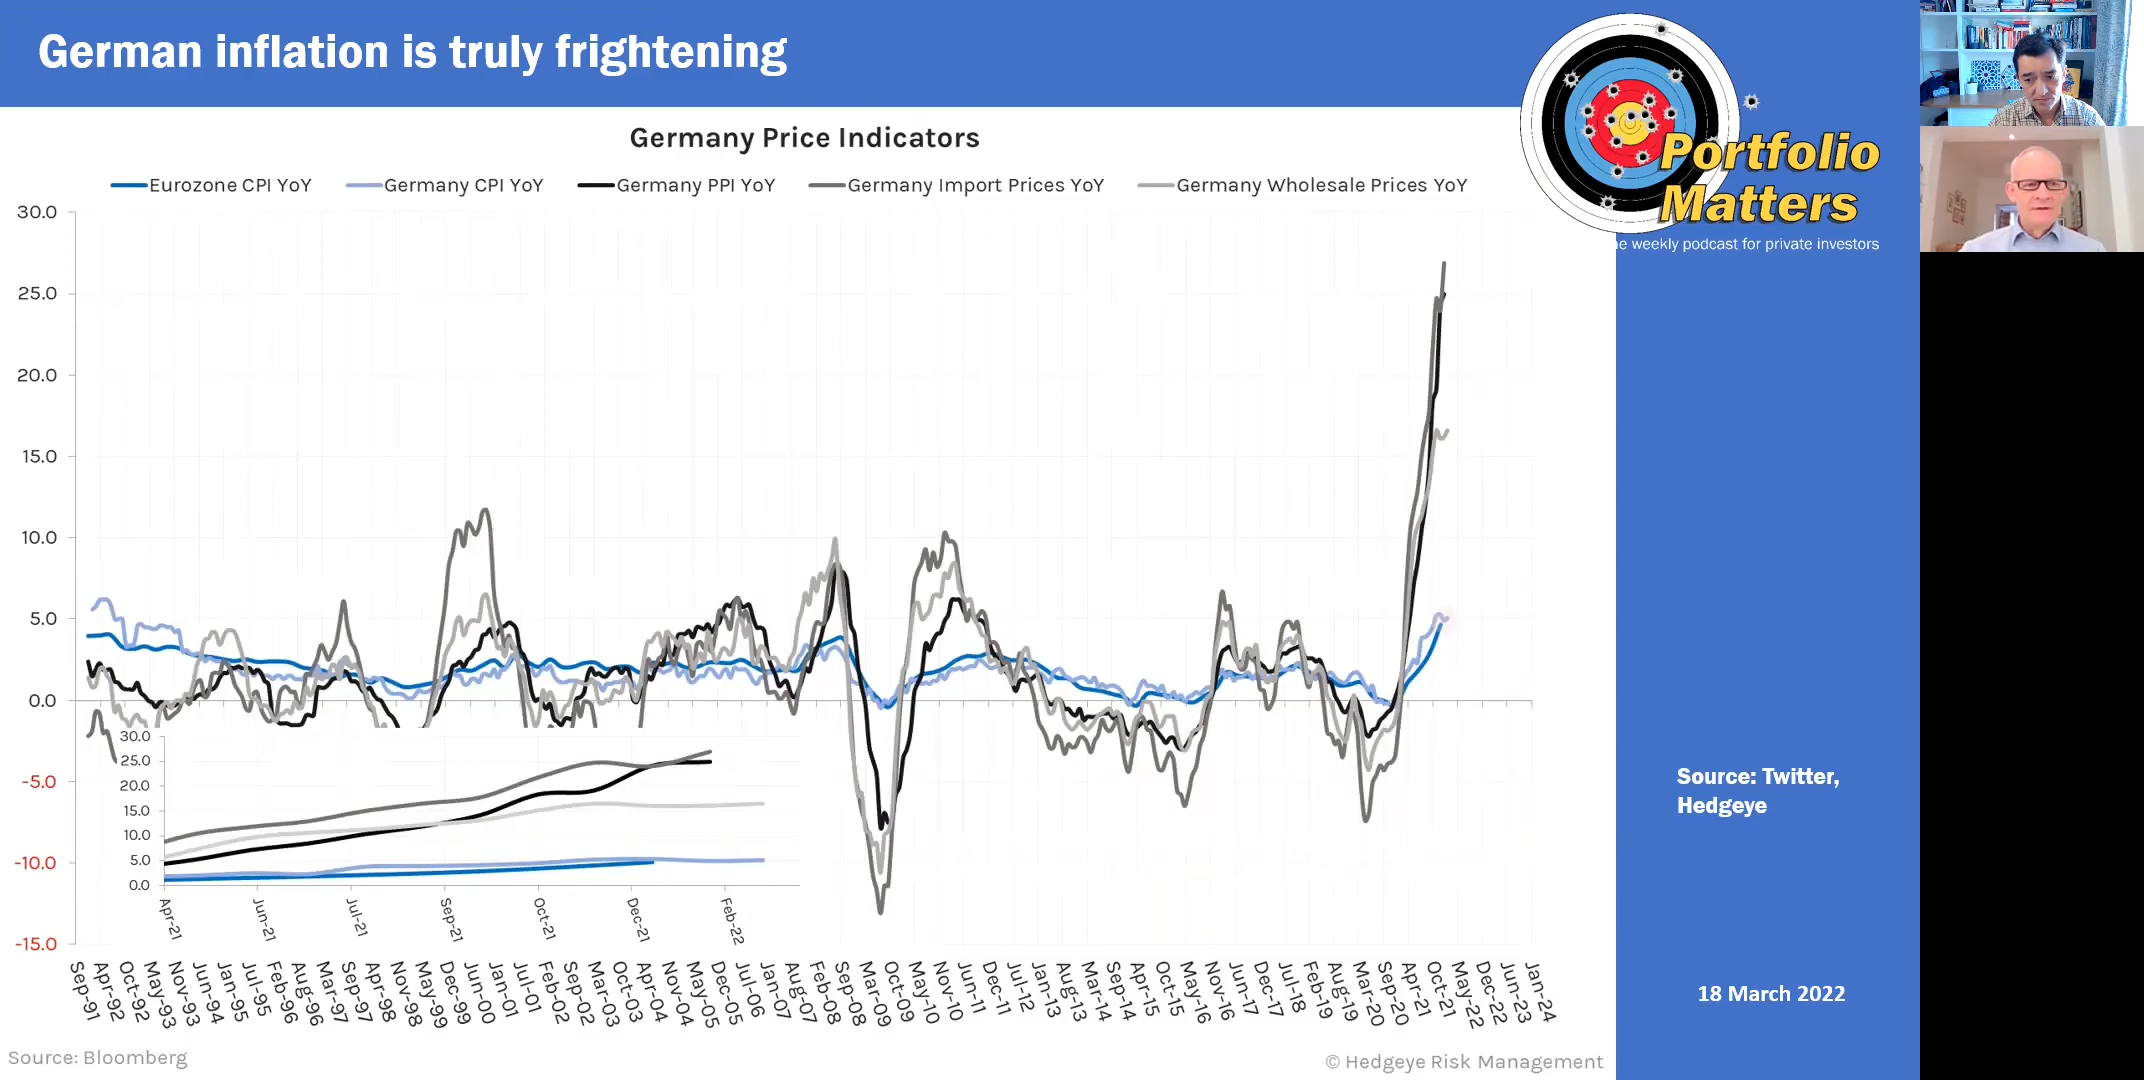 German inflation is truly frightening
Portfolio
Matters
he weekly podcast for private investors
Germany Price Indicators
Eurozone CPI YoY
Germany CPI YoY
Germany PPI YoY
Germany Import Prices YoY
Germany Wholesale Prices YoY
30.0
25.0
20.0
15.0
10.0
5.0
0.0
-5.0
-10.0
-15.0
30.0
25.0
20.0
15.0
10.0
5.0
0.0
Apr-21
Jun-21
Jul-21
Sep-21
Oct-21
Dec-21
Feb-22
Sep-91
Apr-92
Oct-92
May-93
Nov-93
Jun-94
Jan-95
Jul-95
Feb-96
Aug-96
Mar-97
Sep-97
Apr-98
Nov-98
May-99
Dec-99
Jun-00
Jan-01
Jul-01
Feb-02
Sep-02
Mar-03
Oct-03
Apr-04
Nov-04
May-05
Dec-05
Jul-06
Jan-07
Aug-07
Feb-08
Sep-08
Mar-09
Oct-09
May-10
Nov-10
Jun-11
Dec-11
Jul-12
Jan-13
Aug-13
Mar-14
Sep-14
Apr-15
Oct-15
May-16
Nov-16
Jun-17
Dec-17
Jul-18
Feb-19
Aug-19
Mar-20
Sep-20
Apr-21
Oct-21
May-22
Dec-22
Jun-23
Jan-24
Source: Twitter,
Hedgeye
18 March 2022
Source: Bloomberg
© Hedgeye Risk Management